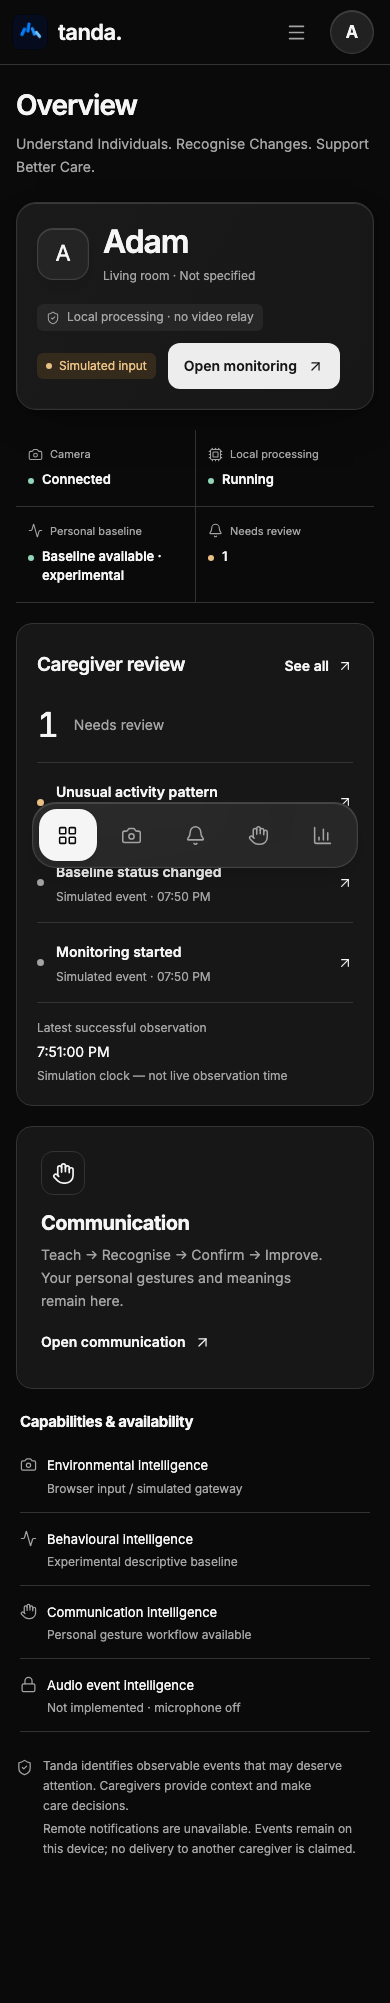 tanda.
A
Overview
Understand Individuals. Recognise Changes. Support
Better Care.
A
Adam
Living room · Not specified
Local processing · no video relay
Simulated input
Open monitoring
Camera
Connected
Local processing
Running
Personal baseline
Baseline available ·
experimental
Needs review
1
Caregiver review
See all
1
Needs review
Unusual activity pattern
Baseline status changed
Simulated event · 07:50 PM
Monitoring started
Simulated event · 07:50 PM
Latest successful observation
7:51:00 PM
Simulation clock — not live observation time
Communication
Teach → Recognise → Confirm → Improve.
Your personal gestures and meanings
remain here.
Open communication
Capabilities & availability
Environmental Intelligence
Browser input / simulated gateway
Behavioural Intelligence
Experimental descriptive baseline
Communication Intelligence
Personal gesture workflow available
Audio event intelligence
Not implemented · microphone off
Tanda identifies observable events that may deserve
attention. Caregivers provide context and make
care decisions.
Remote notifications are unavailable. Events remain on
this device; no delivery to another caregiver is claimed.